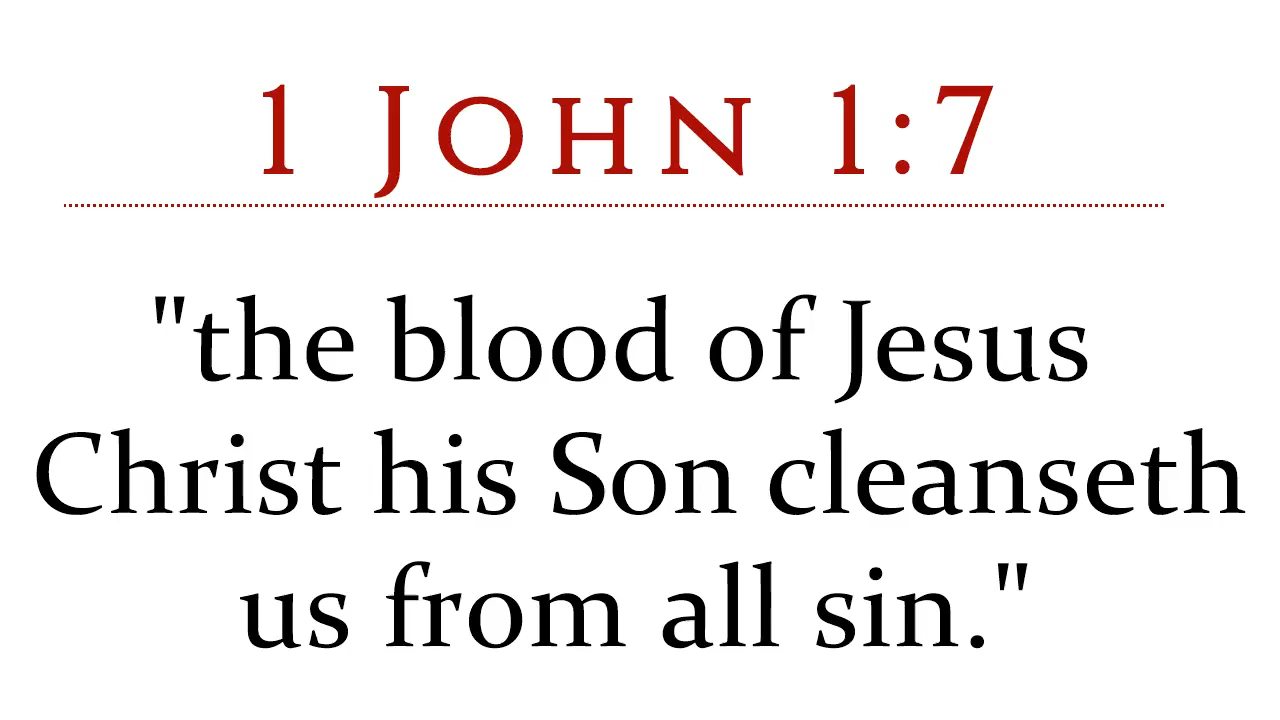 1 John 1:7
"the blood of Jesus
Christ his Son cleanseth
us from all sin."